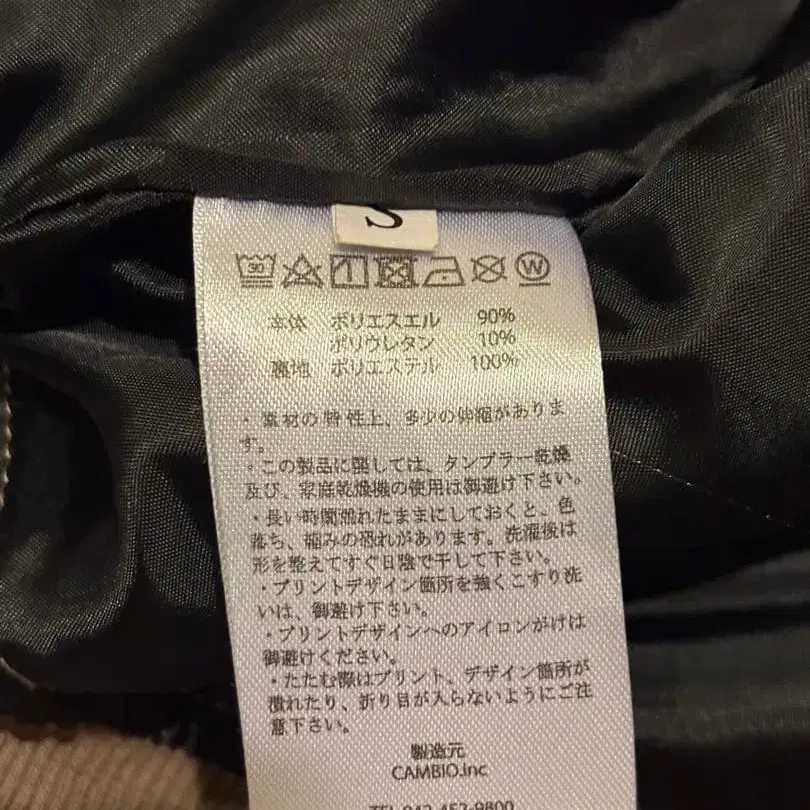 S
30
W
本体 ポリエスエル 90%
ポリウレタン 10%
裏地 ポリエステル 100%
・素材の特性上、多少の伸縮がありま
す。
・この製品に関しては、タンブラー乾燥
及び、家庭乾燥機の使用は御避け下さい。
・長い時間濡れたままにしておくと、色
落ち、縮みの恐れがあります。洗濯後は
形を整えてすぐ日陰で干して下さい。
・プリントデザイン箇所を強くこすり洗
いは、御避け下さい。
・プリントデザインへのアイロンがけは
御避けください。
・たたむ際はプリント、デザイン箇所が
潰れたり、折り目が入らないようにご注
意下さい。
製造元
CAMBIO.inc
TEL 042-452-9800